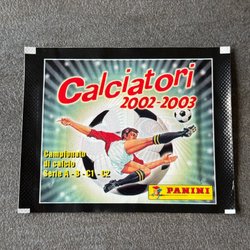 Calciatori
2002-2003
Campionato
di calcio
Serie A - B - C1 - C2
PANINI